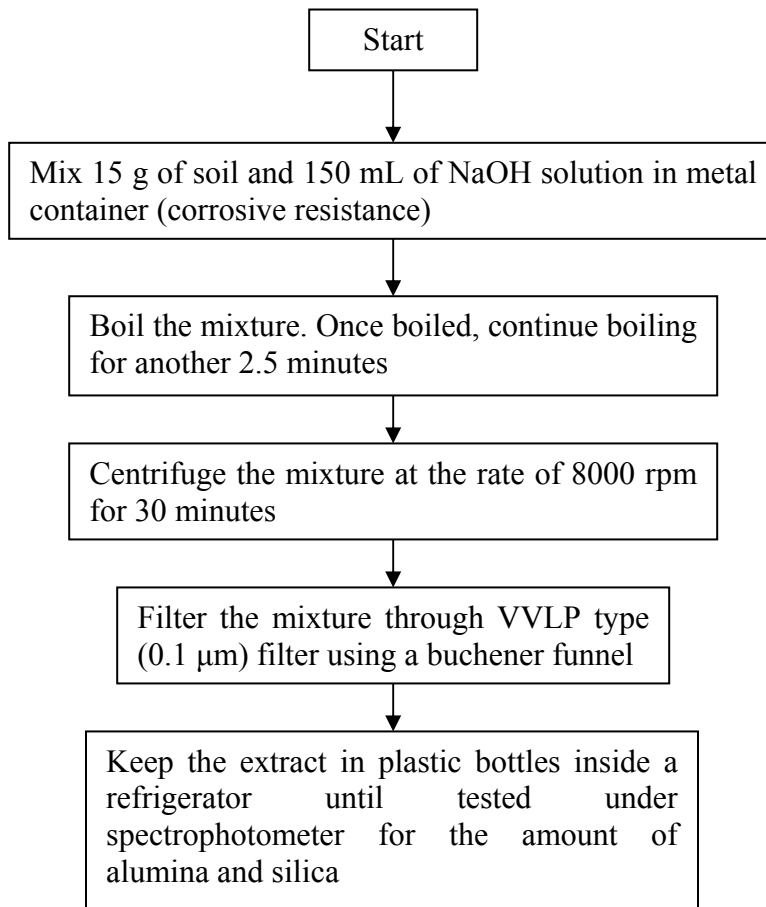 Start
Mix 15 g of soil and 150 mL of NaOH solution in metal
container (corrosive resistance)
Boil the mixture. Once boiled, continue boiling
for another 2.5 minutes
Centrifuge the mixture at the rate of 8000 rpm
for 30 minutes
Filter the mixture through VVLP type
(0.1 μm) filter using a buchener funnel
Keep the extract in plastic bottles inside a
refrigerator until tested under
spectrophotometer for the amount of
alumina and silica